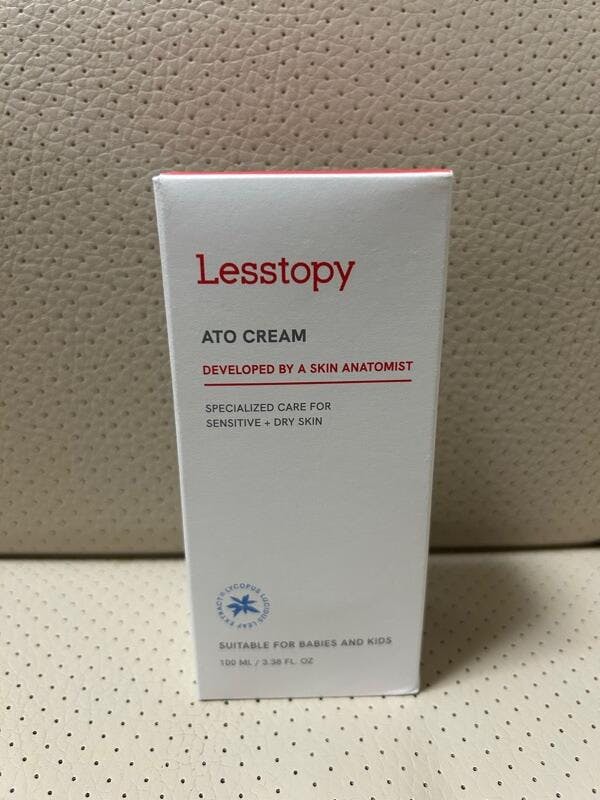 Lesstopy
ATO CREAM
DEVELOPED BY A SKIN ANATOMIST
SPECIALIZED CARE FOR
SENSITIVE + DRY SKIN
LYCOPUS LUCIDUS LEAF EXTRACT
SUITABLE FOR BABIES AND KIDS
100 ML / 3.38 FL. OZ